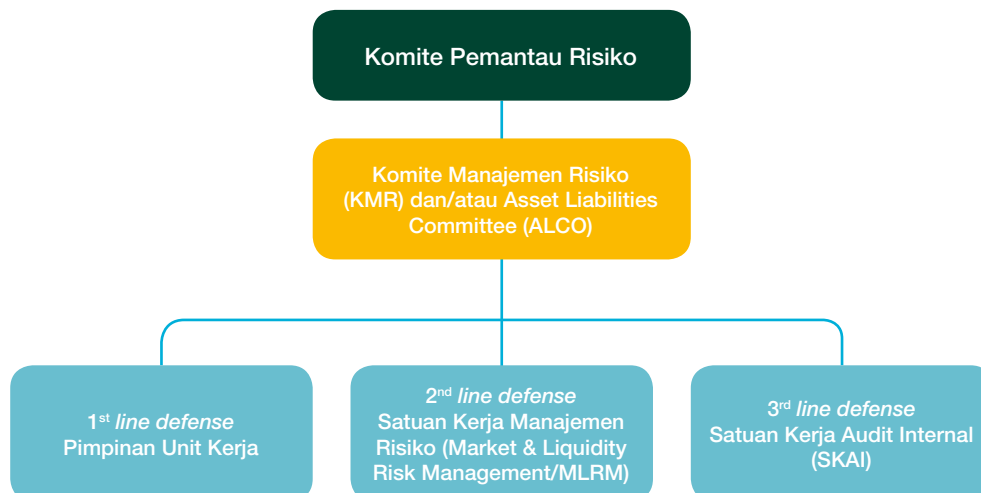 Komite Pemantau Risiko
Komite Manajemen Risiko
(KMR) dan/atau Asset Liabilities
Committee (ALCO)
1st line defense
Pimpinan Unit Kerja
2nd line defense
Satuan Kerja Manajemen
Risiko (Market & Liquidity
Risk Management/MLRM)
3rd line defense
Satuan Kerja Audit Internal
(SKAI)